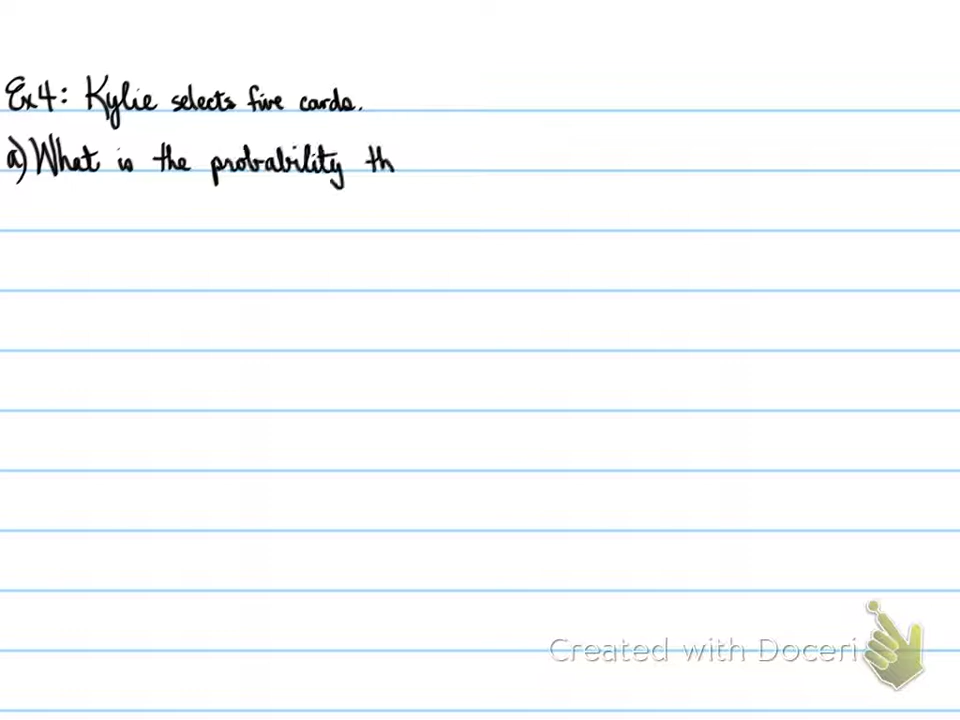 Ex4: Kylie selects five cards.
a) What is the probability th
Created with Doceri